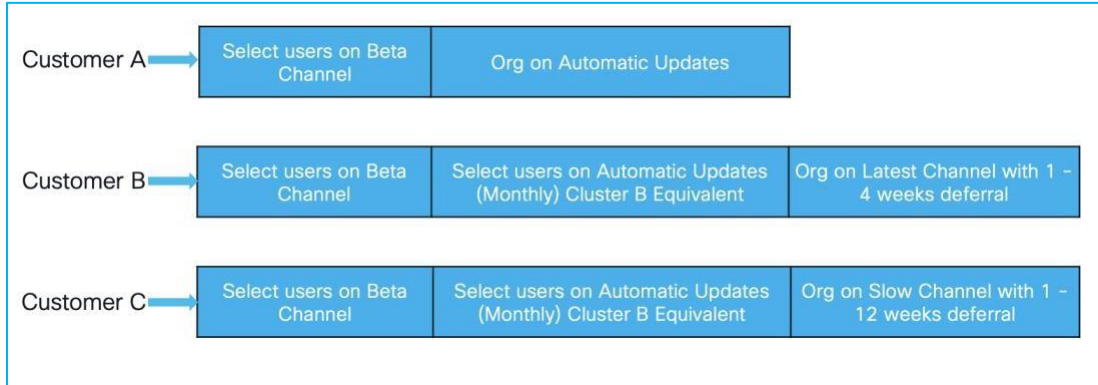 Customer A
Select users on Beta
Channel
Org on Automatic Updates
Customer B
Select users on Beta
Channel
Select users on Automatic Updates
(Monthly) Cluster B Equivalent
Org on Latest Channel with 1 –
4 weeks deferral
Customer C
Select users on Beta
Channel
Select users on Automatic Updates
(Monthly) Cluster B Equivalent
Org on Slow Channel with 1 –
12 weeks deferral